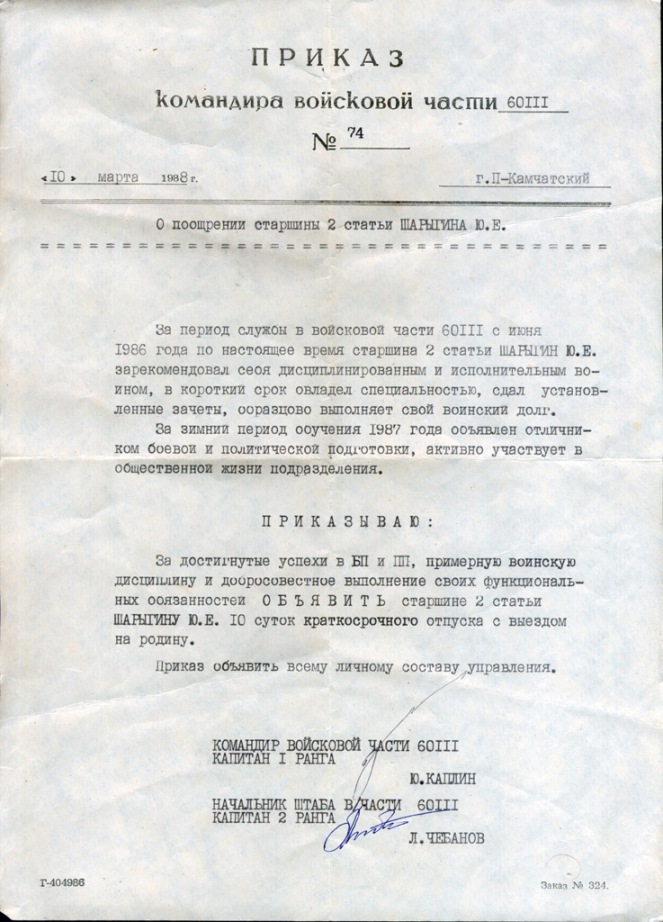 ПРИКАЗ
командира войсковой части 60III
№ 74
«10» марта 1988 г.
г.П-Камчатский
О поощрении старшины 2 статьи ШАРЫГИНА Ю.Е.
За период службы в войсковой части 60III с июня
1986 года по настоящее время старшина 2 статьи ШАРЫГИН Ю.Е.
зарекомендовал себя дисциплинированным и исполнительным во-
ином, в короткий срок овладел специальностью, сдал установ-
ленные зачеты, образцово выполняет свой воинский долг.
За зимний период обучения 1987 года объявлен отлични-
ком боевой и политической подготовки, активно участвует в
общественной жизни подразделения.
ПРИКАЗЫВАЮ:
За достигнутые успехи в БП и ПП, примерную воинскую
дисциплину и добросовестное выполнение своих функциональ-
ных обязанностей ОБЪЯВИТЬ старшине 2 статьи
ШАРЫГИНУ Ю.Е. 10 суток краткосрочного отпуска с выездом
на родину.
Приказ объявить всему личному составу управления.
КОМАНДИР ВОЙСКОВОЙ ЧАСТИ 60III
КАПИТАН I РАНГА
Ю.КАПЛИН
НАЧАЛЬНИК ШТАБА В/ЧАСТИ 60III
КАПИТАН 2 РАНГА
Л.ЧЕБАНОВ
Г-404986
Заказ № 324.